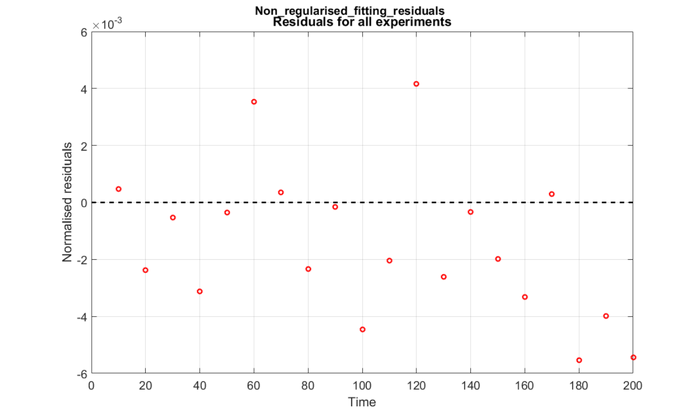 Non_regularised_fitting_residuals
Residuals for all experiments
×10⁻³
6
4
2
0
-2
-4
-6
Normalised residuals
0 20 40 60 80 100 120 140 160 180 200
Time